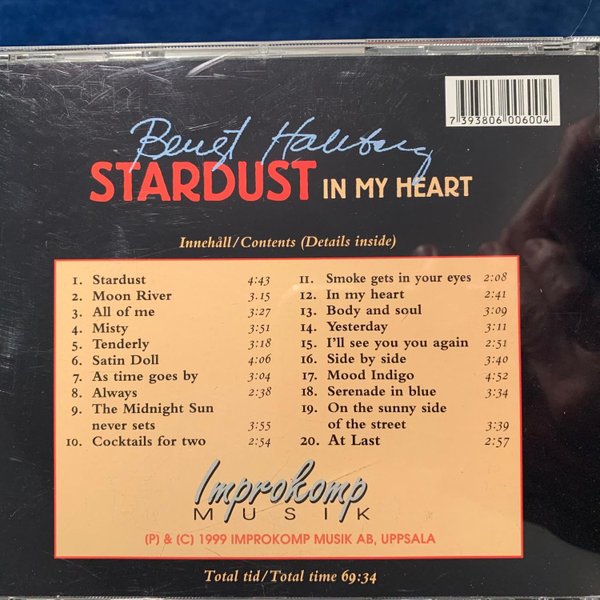 7 393806 006004
Bengt Hallberg
STARDUST IN MY HEART
Innehåll/Contents (Details inside)
1. Stardust 4:43
2. Moon River 3.15
3. All of me 3:27
4. Misty 3:51
5. Tenderly 3:18
6. Satin Doll 4:06
7. As time goes by 3:04
8. Always 2:38
9. The Midnight Sun
never sets 3:55
10. Cocktails for two 2:54
11. Smoke gets in your eyes 2:08
12. In my heart 2:41
13. Body and soul 3:09
14. Yesterday 3:11
15. I'll see you again 2:51
16. Side by side 3:40
17. Mood Indigo 4:52
18. Serenade in blue 3:34
19. On the sunny side
of the street 3:39
20. At Last 2:57
Improkomp
MUSIK
(P) & (C) 1999 IMPROKOMP MUSIK AB, UPPSALA
Total tid/Total time 69:34